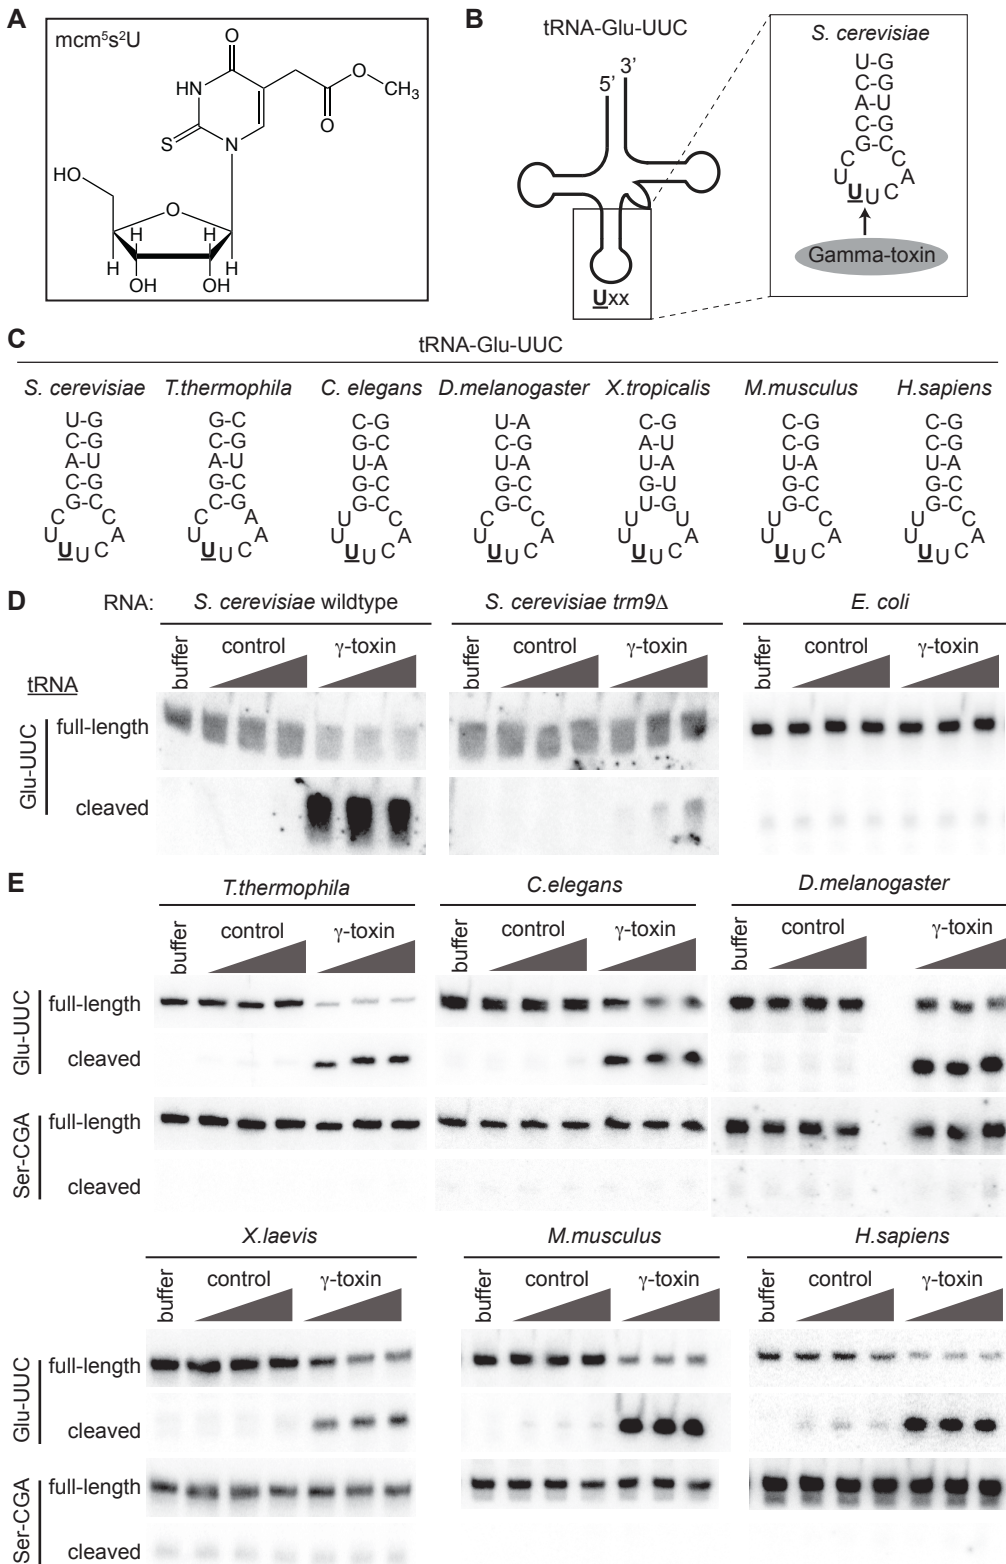 A
mcm⁵s²U
O
HN
O
CH₃
O
S
N
HO
O
H
H
H
H
OH
OH
B
tRNA-Glu-UUC
5'
3'
Uxx
S. cerevisiae
U-G
C-G
A-U
C-G
G-C
C C
U A
U U C
Gamma-toxin
C
tRNA-Glu-UUC
S. cerevisiae T.thermophila C. elegans D.melanogaster X.tropicalis M.musculus H.sapiens
U-G G-C C-G U-A C-G C-G C-G
C-G C-G C-G C-G A-U C-G C-G
A-U A-U U-A U-A U-A U-A U-A
C-G G-C G-C G-C G-U G-C G-C
G-C C-G G-C G-C U-G G-C G-C
C C C A U C C C U U U C U C
U A U A U A U A U A U A U A
U U C U U C U U C U U C U U C U U C U U C
D
RNA: S. cerevisiae wildtype S. cerevisiae trm9Δ E. coli
buffer control γ-toxin buffer control γ-toxin buffer control γ-toxin
tRNA
Glu-UUC
full-length
cleaved
E
T.thermophila C.elegans D.melanogaster
buffer control γ-toxin buffer control γ-toxin buffer control γ-toxin
Glu-UUC
full-length
cleaved
Ser-CGA
full-length
cleaved
X.laevis M.musculus H.sapiens
buffer control γ-toxin buffer control γ-toxin buffer control γ-toxin
Glu-UUC
full-length
cleaved
Ser-CGA
full-length
cleaved